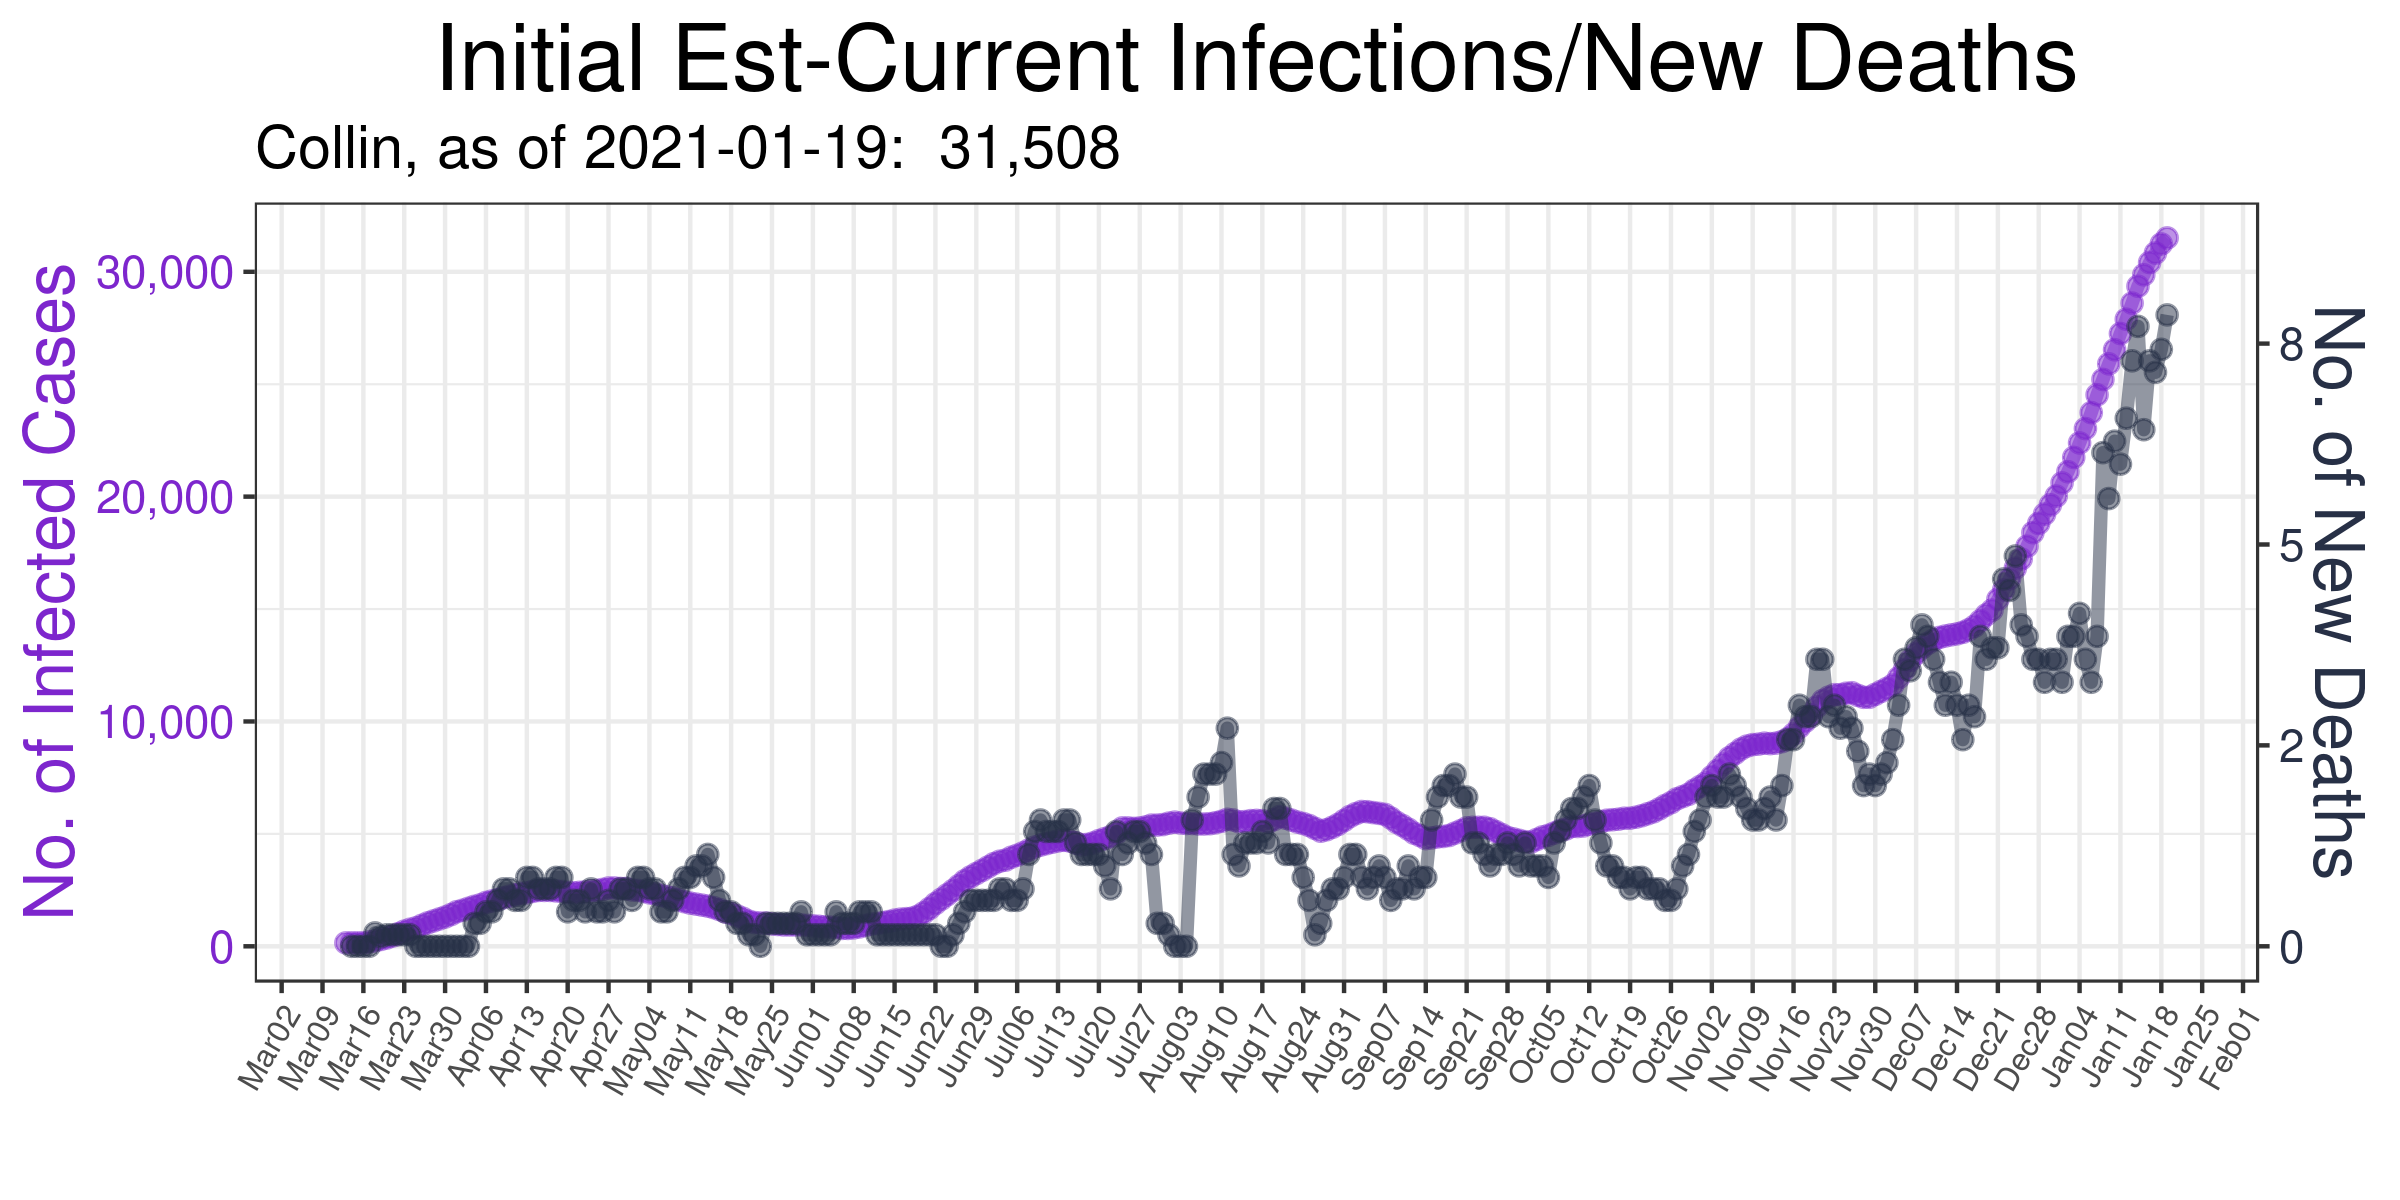 Initial Est-Current Infections/New Deaths
Collin, as of 2021-01-19: 31,508
No. of Infected Cases
30,000
20,000
10,000
0
No. of New Deaths
8
5
2
0
Mar02
Mar09
Mar16
Mar23
Mar30
Apr06
Apr13
Apr20
Apr27
May04
May11
May18
May25
Jun01
Jun08
Jun15
Jun22
Jun29
Jul06
Jul13
Jul20
Jul27
Aug03
Aug10
Aug17
Aug24
Aug31
Sep07
Sep14
Sep21
Sep28
Oct05
Oct12
Oct19
Oct26
Nov02
Nov09
Nov16
Nov23
Nov30
Dec07
Dec14
Dec21
Dec28
Jan04
Jan11
Jan18
Jan25
Feb01